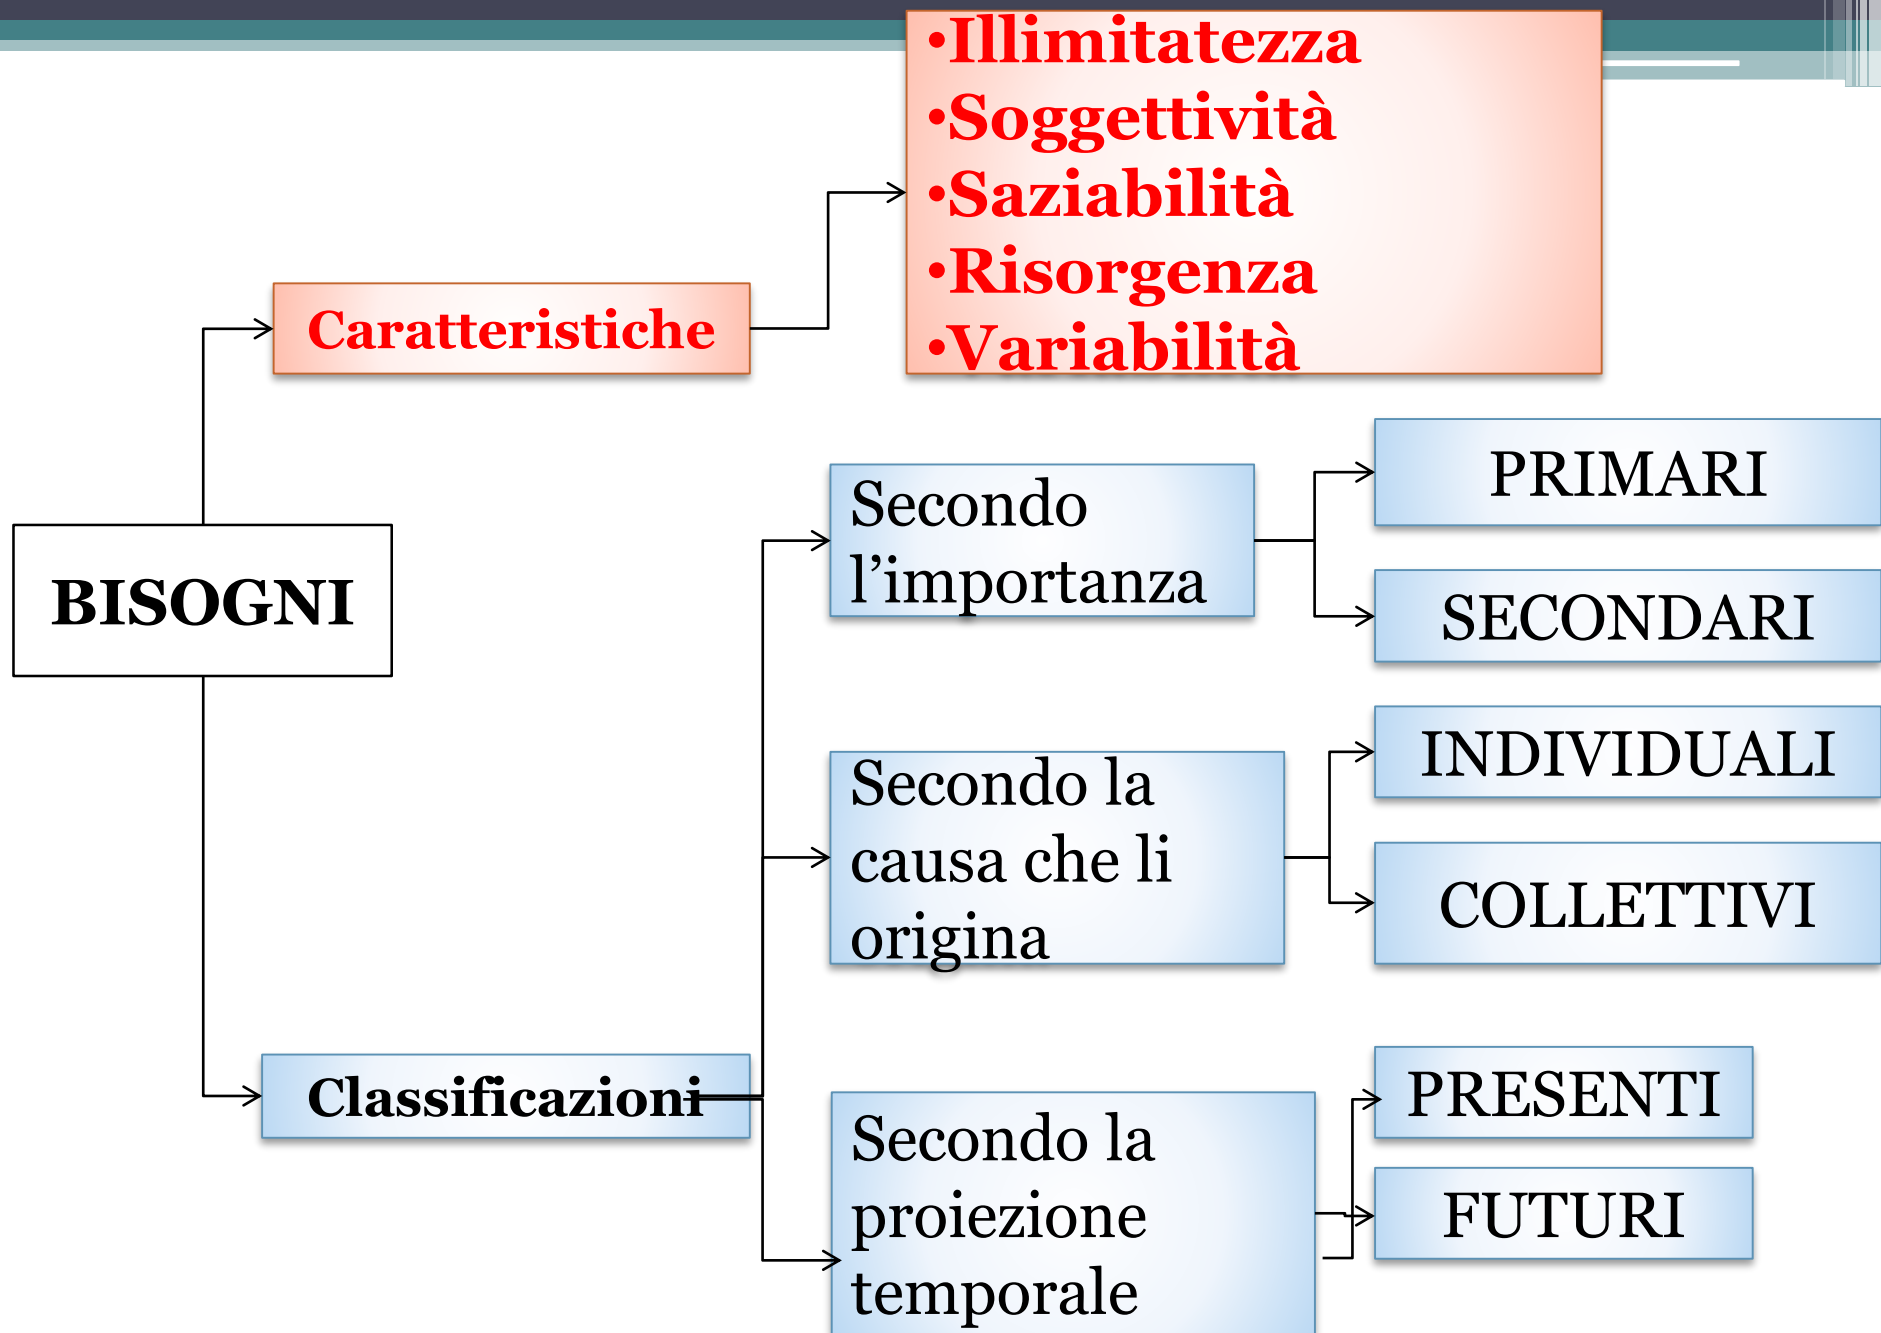 •Illimitatezza
•Soggettività
•Saziabilità
•Risorgenza
•Variabilità
Caratteristiche
BISOGNI
Secondo
l’importanza
PRIMARI
SECONDARI
Secondo la
causa che li
origina
INDIVIDUALI
COLLETTIVI
Classificazioni
Secondo la
proiezione
temporale
PRESENTI
FUTURI